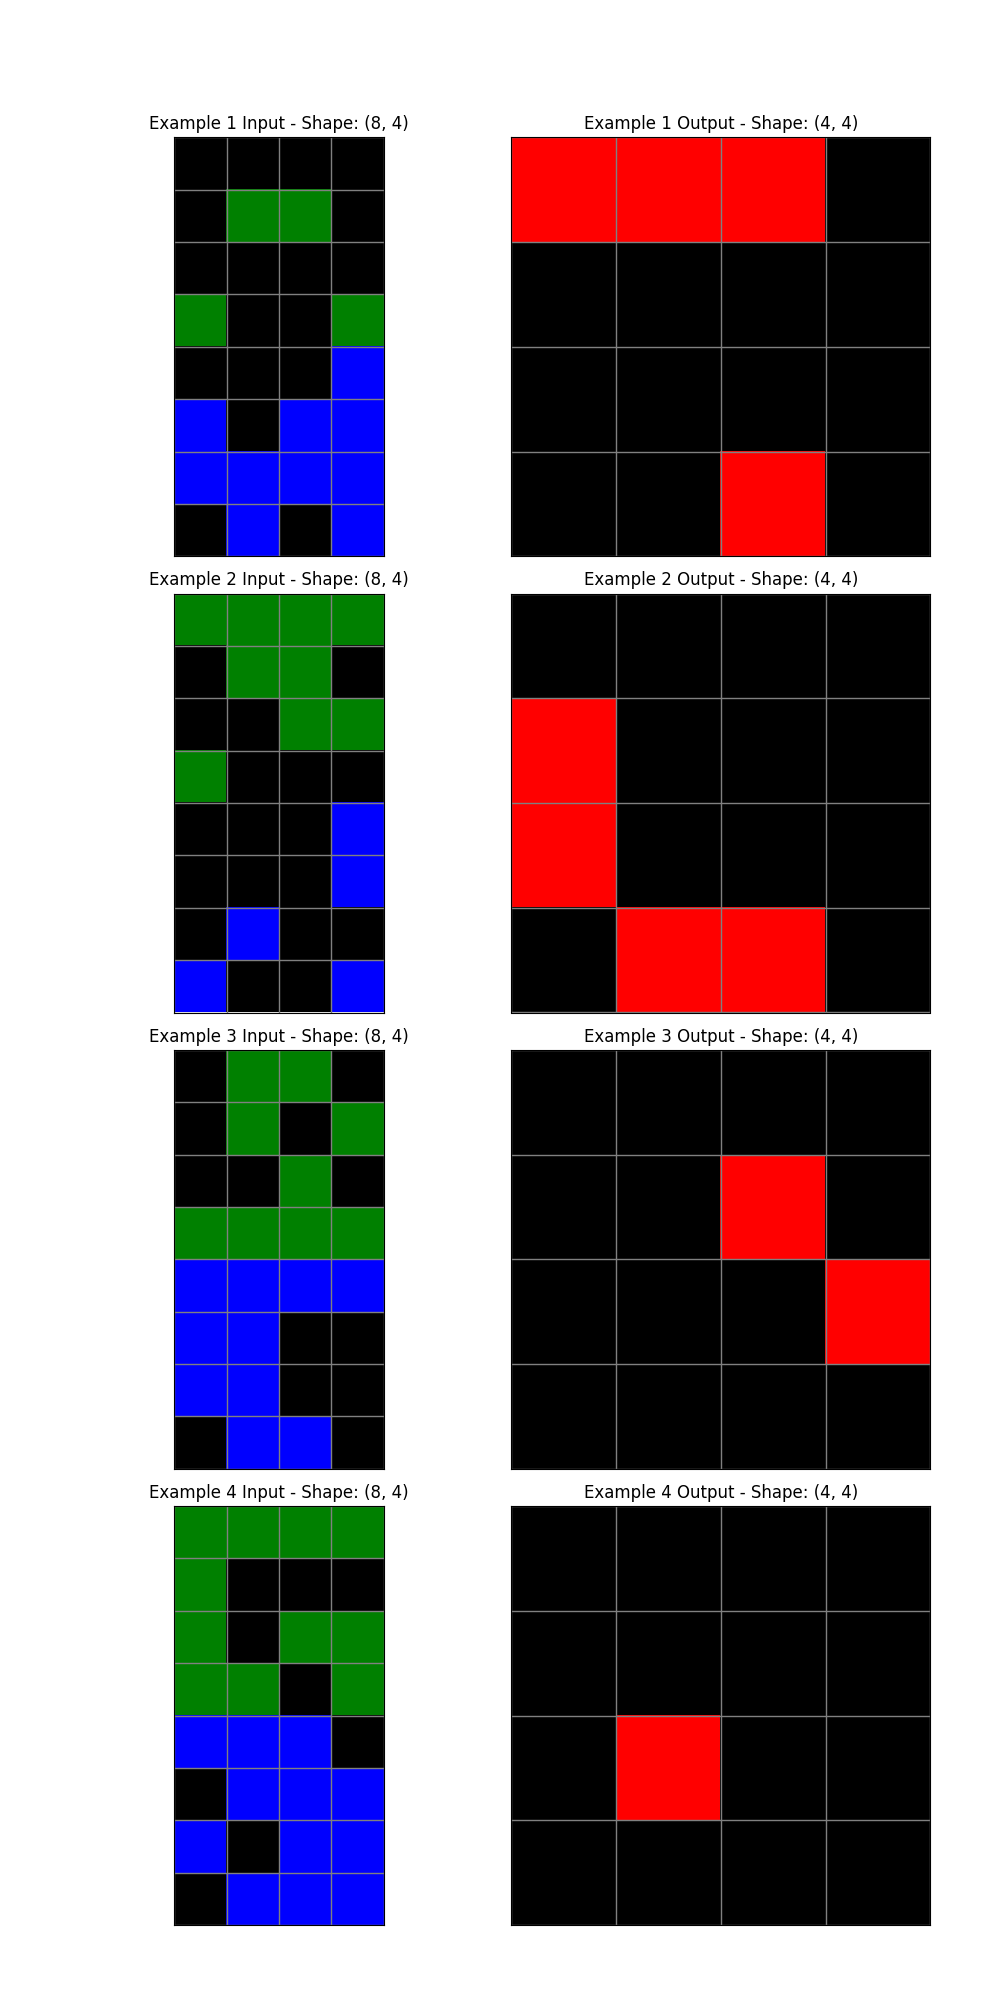 Example 1 Input - Shape: (8, 4)
Example 1 Output - Shape: (4, 4)
Example 2 Input - Shape: (8, 4)
Example 2 Output - Shape: (4, 4)
Example 3 Input - Shape: (8, 4)
Example 3 Output - Shape: (4, 4)
Example 4 Input - Shape: (8, 4)
Example 4 Output - Shape: (4, 4)